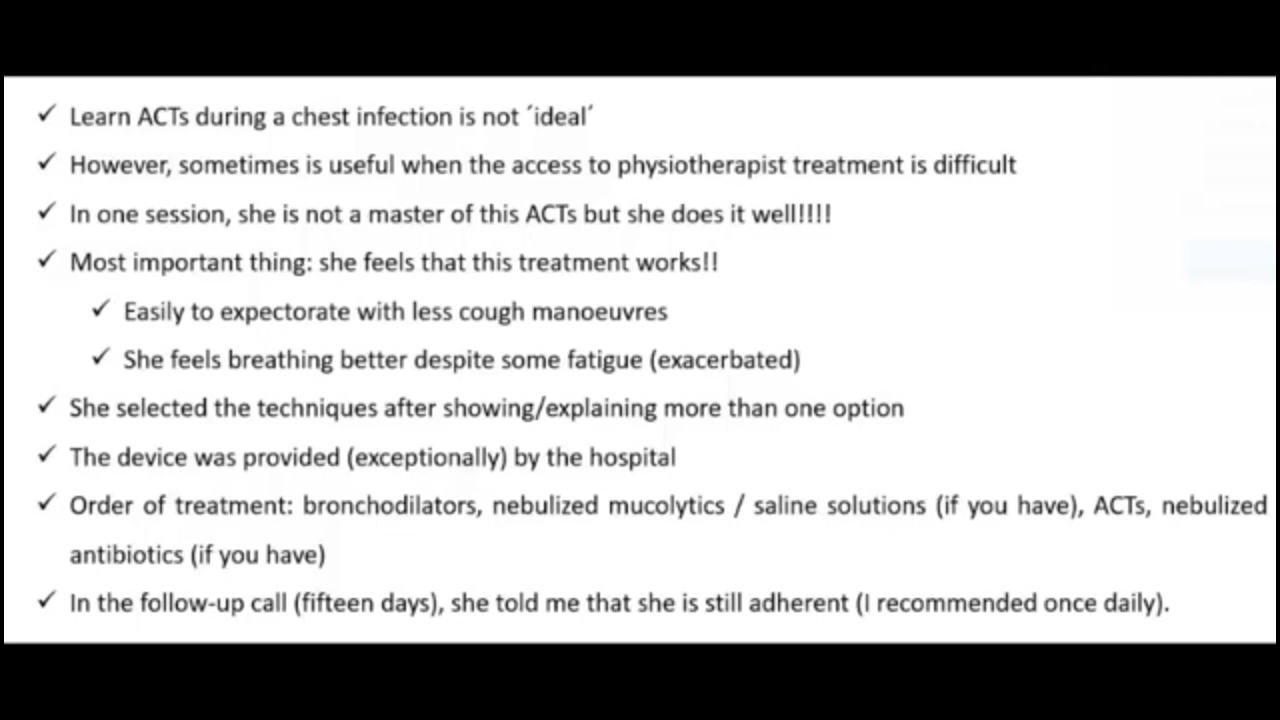 ✓ Learn ACTs during a chest infection is not ´ideal´
✓ However, sometimes is useful when the access to physiotherapist treatment is difficult
✓ In one session, she is not a master of this ACTs but she does it well!!!!
✓ Most important thing: she feels that this treatment works!!
✓ Easily to expectorate with less cough manoeuvres
✓ She feels breathing better despite some fatigue (exacerbated)
✓ She selected the techniques after showing/explaining more than one option
✓ The device was provided (exceptionally) by the hospital
✓ Order of treatment: bronchodilators, nebulized mucolytics / saline solutions (if you have), ACTs, nebulized
antibiotics (if you have)
✓ In the follow-up call (fifteen days), she told me that she is still adherent (I recommended once daily).